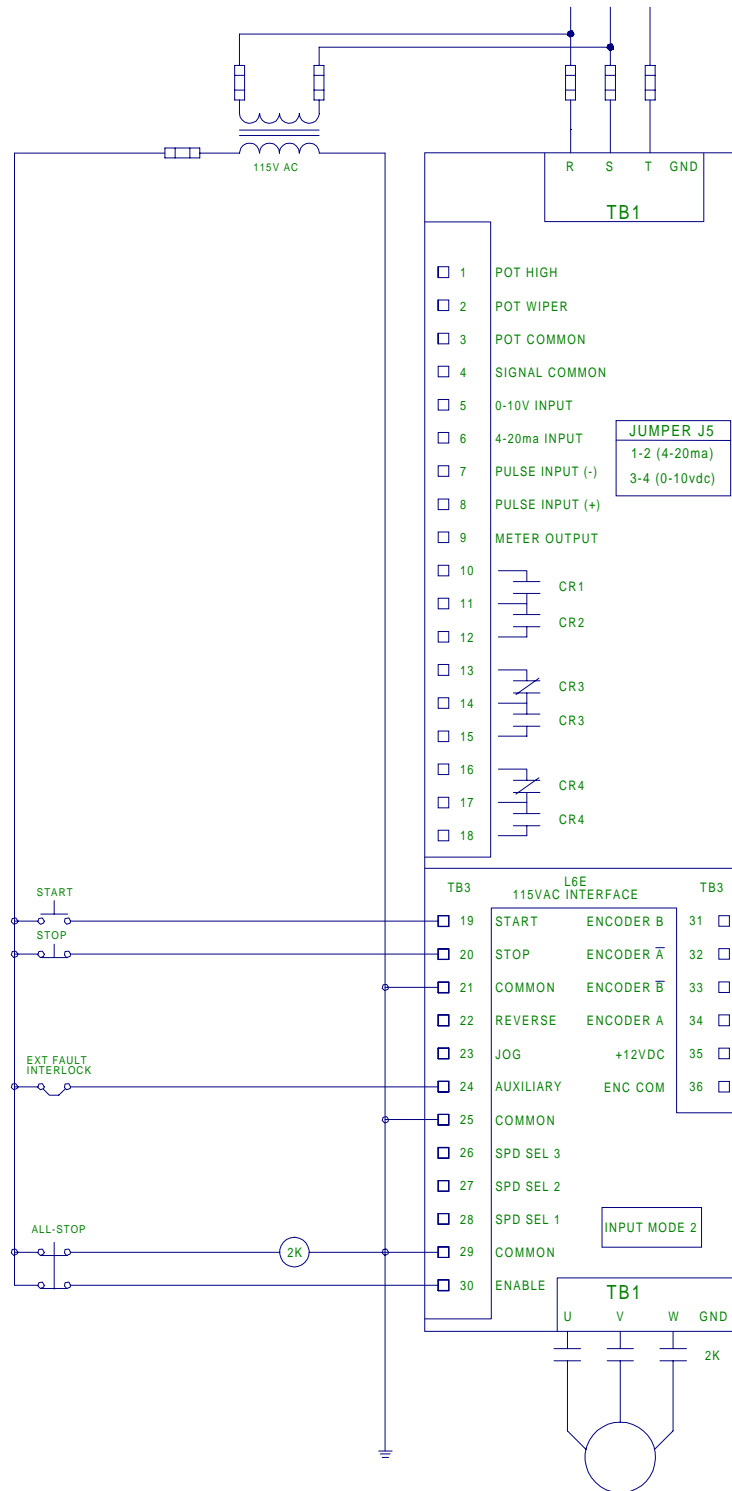 115V AC
R S T GND
TB1
1 POT HIGH
2 POT WIPER
3 POT COMMON
4 SIGNAL COMMON
5 0-10V INPUT
6 4-20ma INPUT
7 PULSE INPUT (-)
8 PULSE INPUT (+)
9 METER OUTPUT
JUMPER J5
1-2 (4-20ma)
3-4 (0-10vdc)
10
CR1
11
CR2
12
13
CR3
14
CR3
15
16
CR4
17
CR4
18
TB3 L6E TB3
115VAC INTERFACE
START
19 START ENCODER B 31
STOP
20 STOP ENCODER A̅ 32
21 COMMON ENCODER B̅ 33
22 REVERSE ENCODER A 34
23 JOG +12VDC 35
EXT FAULT
INTERLOCK
24 AUXILIARY ENC COM 36
25 COMMON
26 SPD SEL 3
27 SPD SEL 2
28 SPD SEL 1
INPUT MODE 2
ALL-STOP
2K
29 COMMON
30 ENABLE
TB1
U V W GND
2K